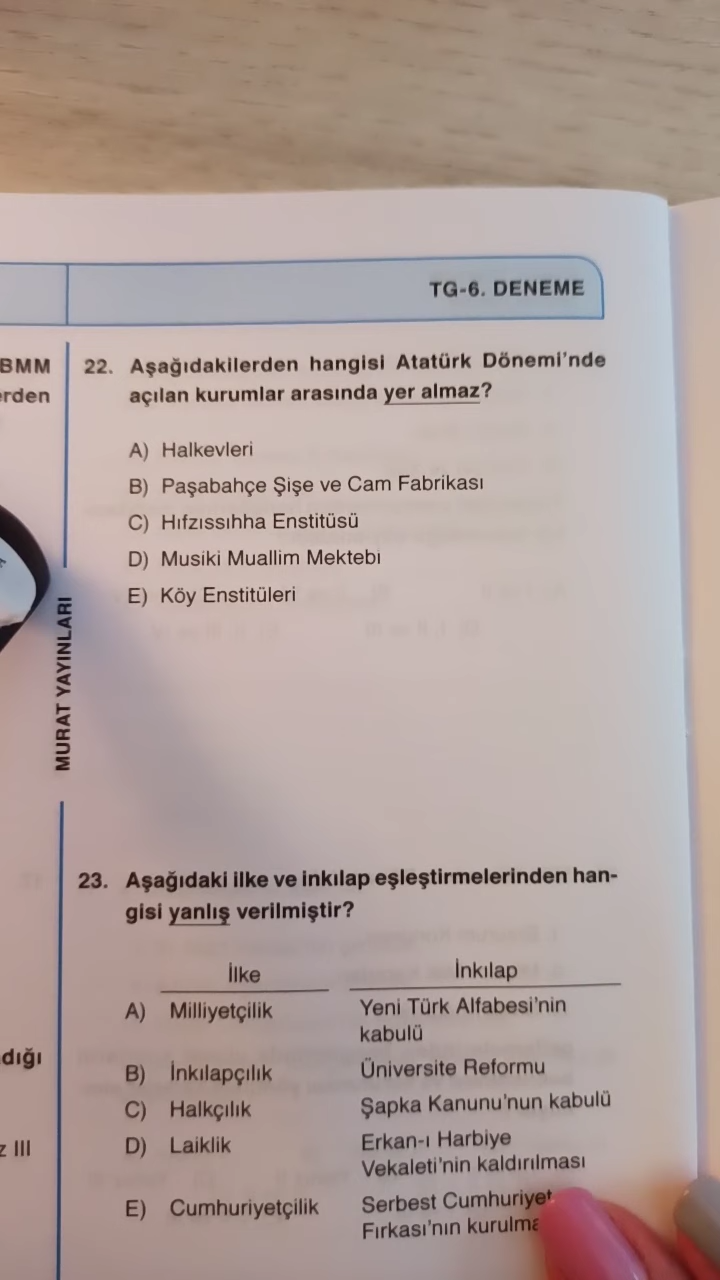 TG-6. DENEME
BMM
erden
dığı
z III
MURAT YAYINLARI
22. Aşağıdakilerden hangisi Atatürk Dönemi'nde
açılan kurumlar arasında yer almaz?
A) Halkevleri
B) Paşabahçe Şişe ve Cam Fabrikası
C) Hıfzıssıhha Enstitüsü
D) Musiki Muallim Mektebi
E) Köy Enstitüleri
23. Aşağıdaki ilke ve inkılap eşleştirmelerinden han-
gisi yanlış verilmiştir?
İlke İnkılap
A) Milliyetçilik Yeni Türk Alfabesi'nin
kabulü
B) İnkılapçılık Üniversite Reformu
C) Halkçılık Şapka Kanunu'nun kabulü
D) Laiklik Erkan-ı Harbiye
Vekaleti'nin kaldırılması
E) Cumhuriyetçilik Serbest Cumhuriyet
Fırkası'nın kurulma